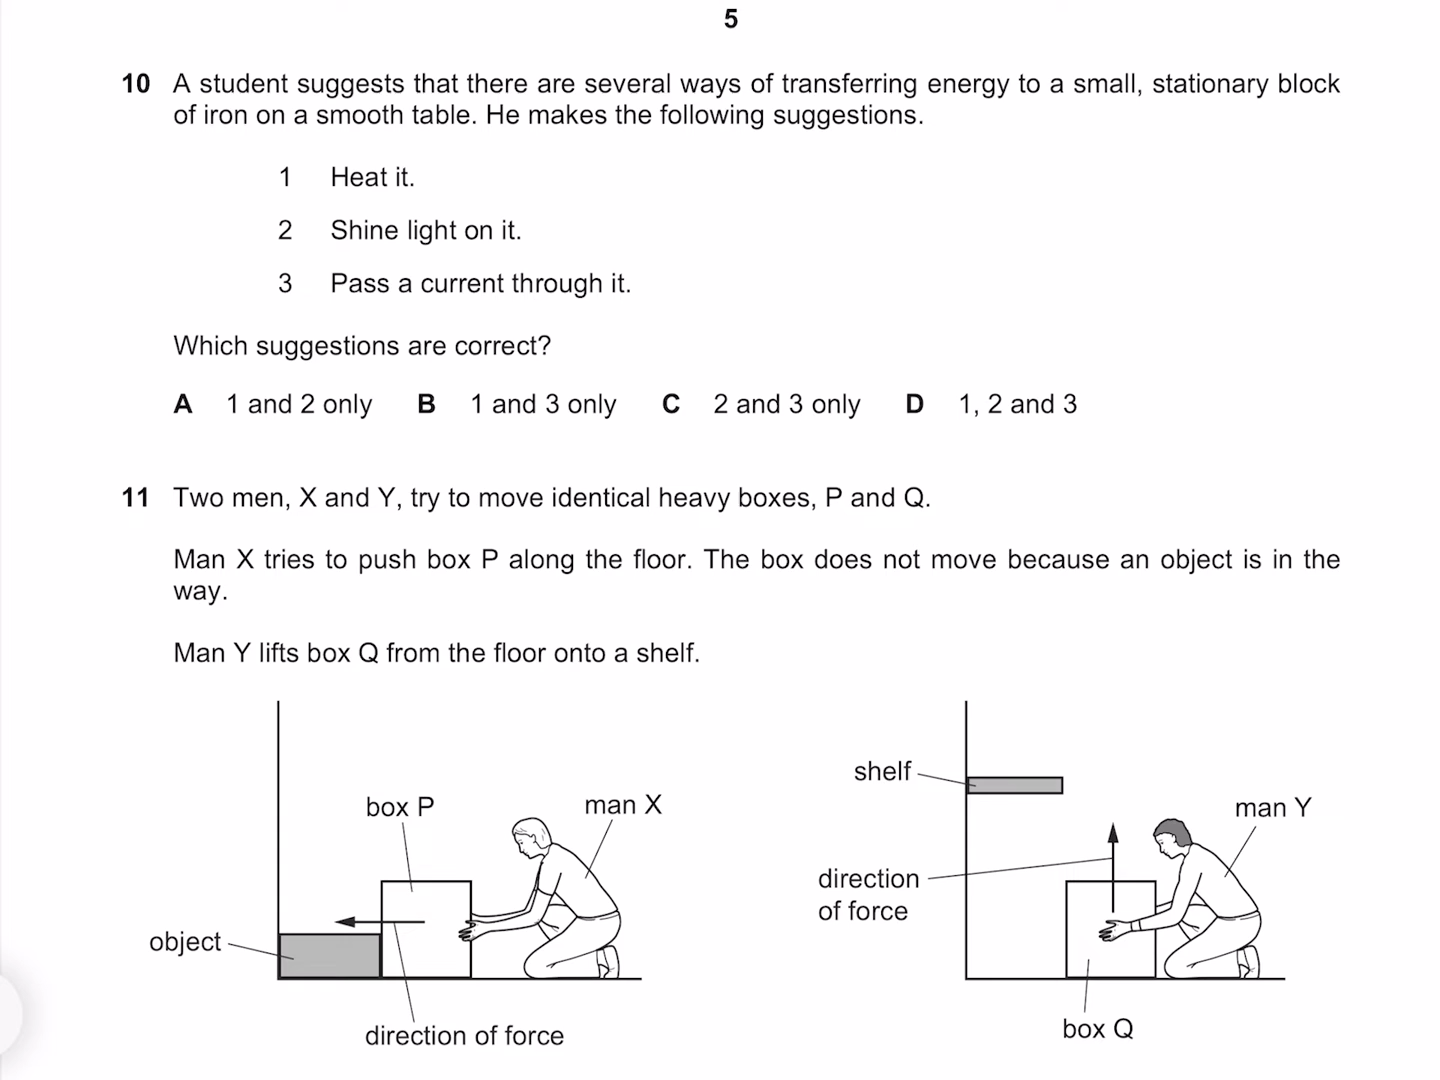 5
10 A student suggests that there are several ways of transferring energy to a small, stationary block
of iron on a smooth table. He makes the following suggestions.
1 Heat it.
2 Shine light on it.
3 Pass a current through it.
Which suggestions are correct?
A 1 and 2 only B 1 and 3 only C 2 and 3 only D 1, 2 and 3
11 Two men, X and Y, try to move identical heavy boxes, P and Q.
Man X tries to push box P along the floor. The box does not move because an object is in the
way.
Man Y lifts box Q from the floor onto a shelf.
box P
man X
object
direction of force
shelf
man Y
direction
of force
box Q